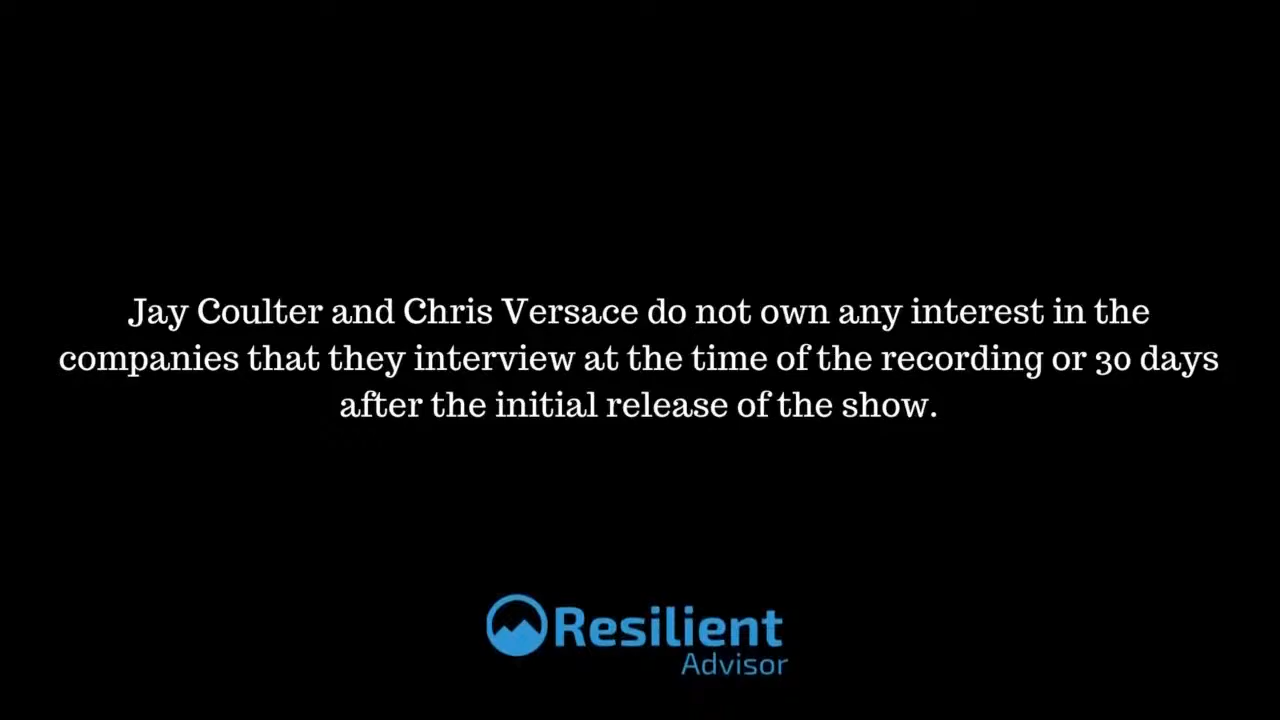 Jay Coulter and Chris Versace do not own any interest in the
companies that they interview at the time of the recording or 30 days
after the initial release of the show.
Resilient
Advisor